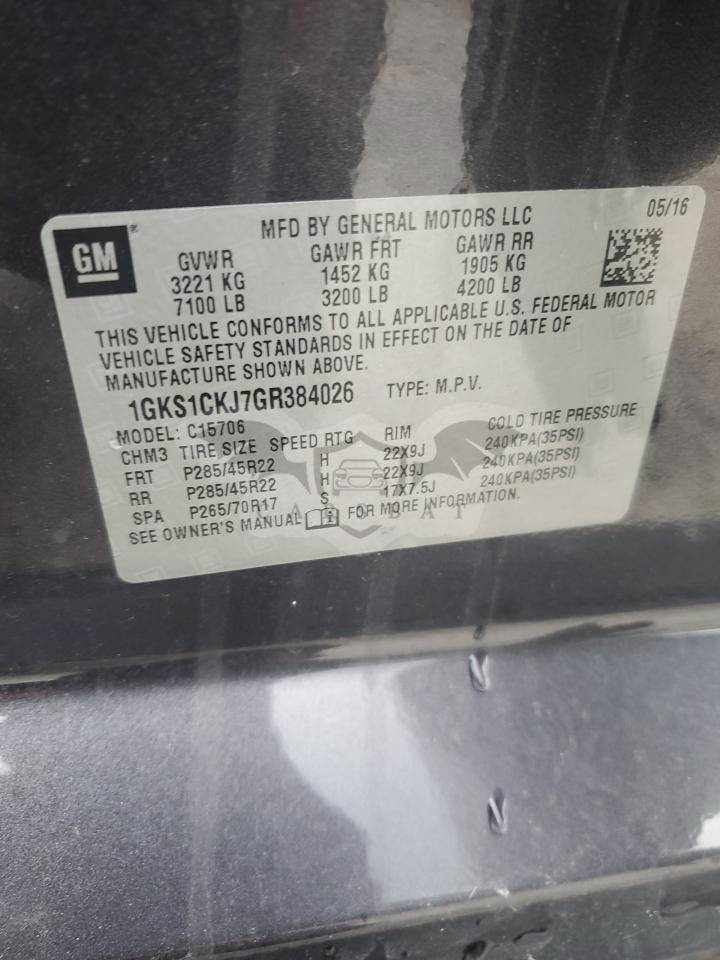 MFD BY GENERAL MOTORS LLC 05/16
GM
GVWR GAWR FRT GAWR RR
3221 KG 1452 KG 1905 KG
7100 LB 3200 LB 4200 LB
THIS VEHICLE CONFORMS TO ALL APPLICABLE U.S. FEDERAL MOTOR
VEHICLE SAFETY STANDARDS IN EFFECT ON THE DATE OF
MANUFACTURE SHOWN ABOVE.
1GKS1CKJ7GR384026 TYPE: M.P.V.
MODEL: C15706
CHM3 TIRE SIZE SPEED RTG RIM COLD TIRE PRESSURE
FRT P285/45R22 H 22X9J 240KPA(35PSI)
RR P285/45R22 H 22X9J 240KPA(35PSI)
SPA P265/70R17 S 17X7.5J 240KPA(35PSI)
SEE OWNER'S MANUAL FOR MORE INFORMATION.